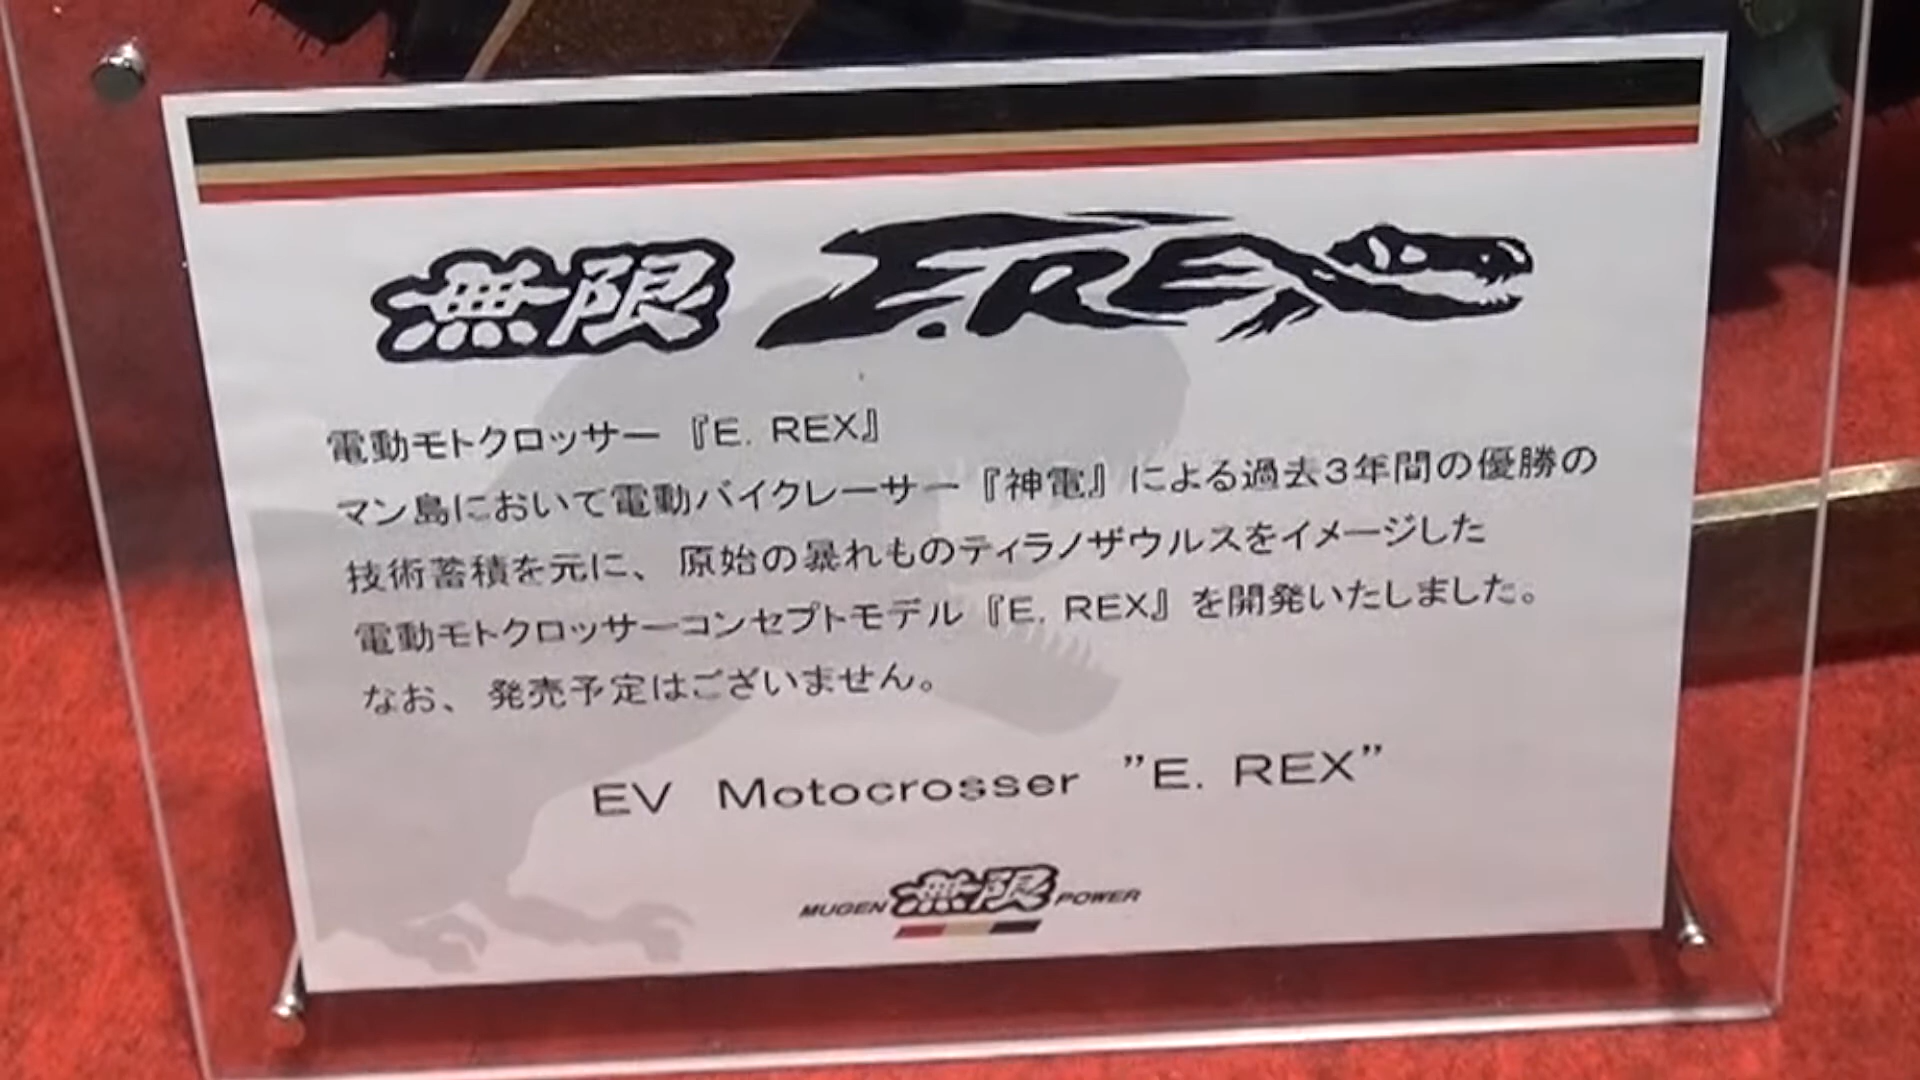 無限 E.REX
電動モトクロッサー『E. REX』
マン島において電動バイクレーサー『神電』による過去3年間の優勝の
技術蓄積を元に、原始の暴れものティラノザウルスをイメージした
電動モトクロッサーコンセプトモデル『E. REX』を開発いたしました。
なお、発売予定はございません。
EV Motocrosser ”E. REX”
MUGEN 無限 POWER